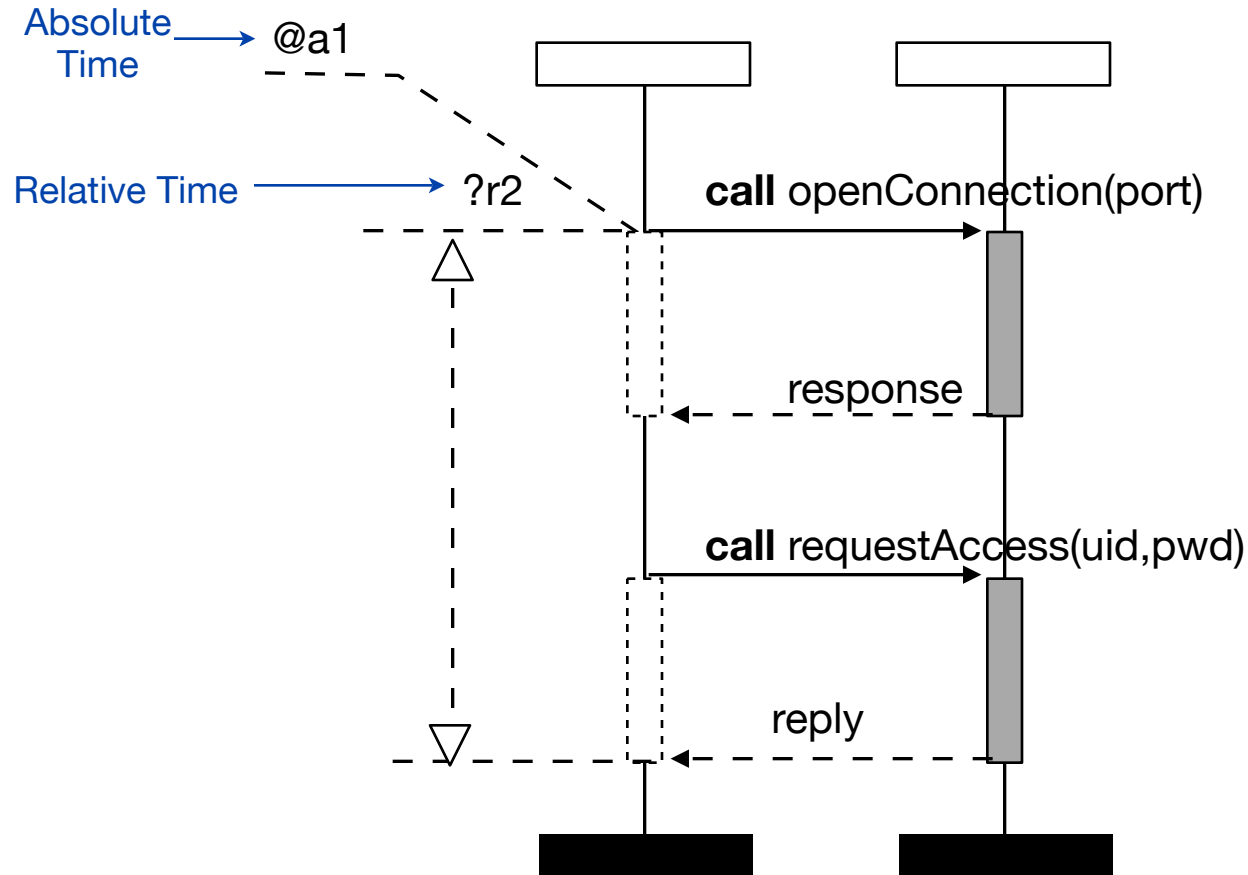 Absolute
Time
@a1
Relative Time
?r2
call openConnection(port)
response
call requestAccess(uid,pwd)
reply